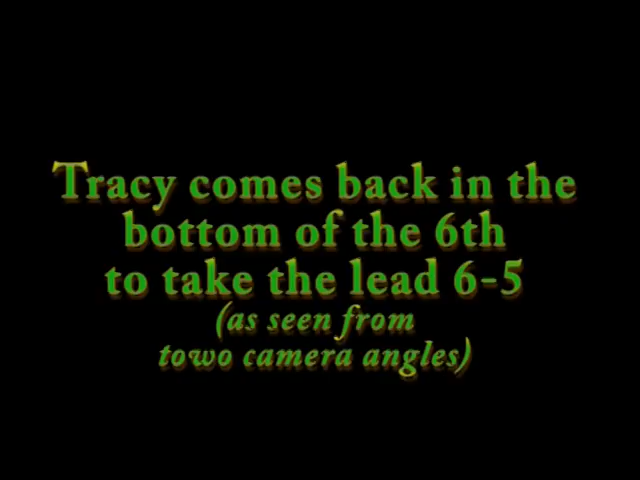 Tracy comes back in the
bottom of the 6th
to take the lead 6-5
(as seen from
towo camera angles)